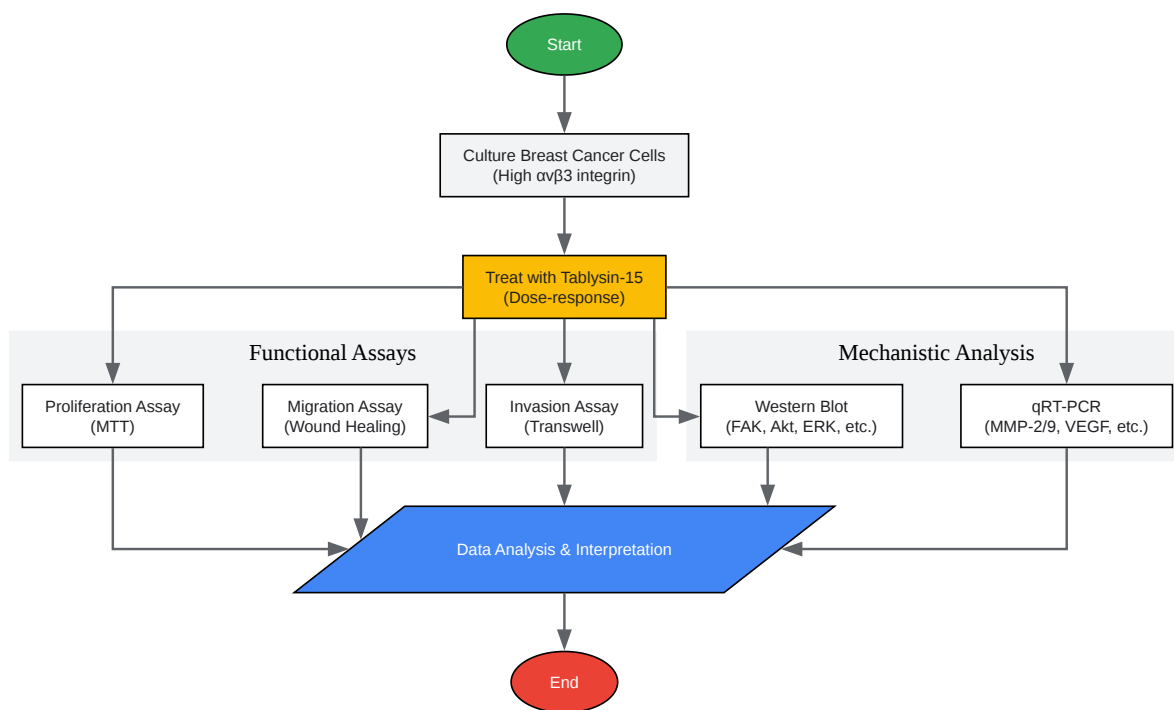 Start
Culture Breast Cancer Cells
(High αvβ3 integrin)
Treat with Tablysin-15
(Dose-response)
Functional Assays
Mechanistic Analysis
Proliferation Assay
(MTT)
Migration Assay
(Wound Healing)
Invasion Assay
(Transwell)
Western Blot
(FAK, Akt, ERK, etc.)
qRT-PCR
(MMP-2/9, VEGF, etc.)
Data Analysis & Interpretation
End